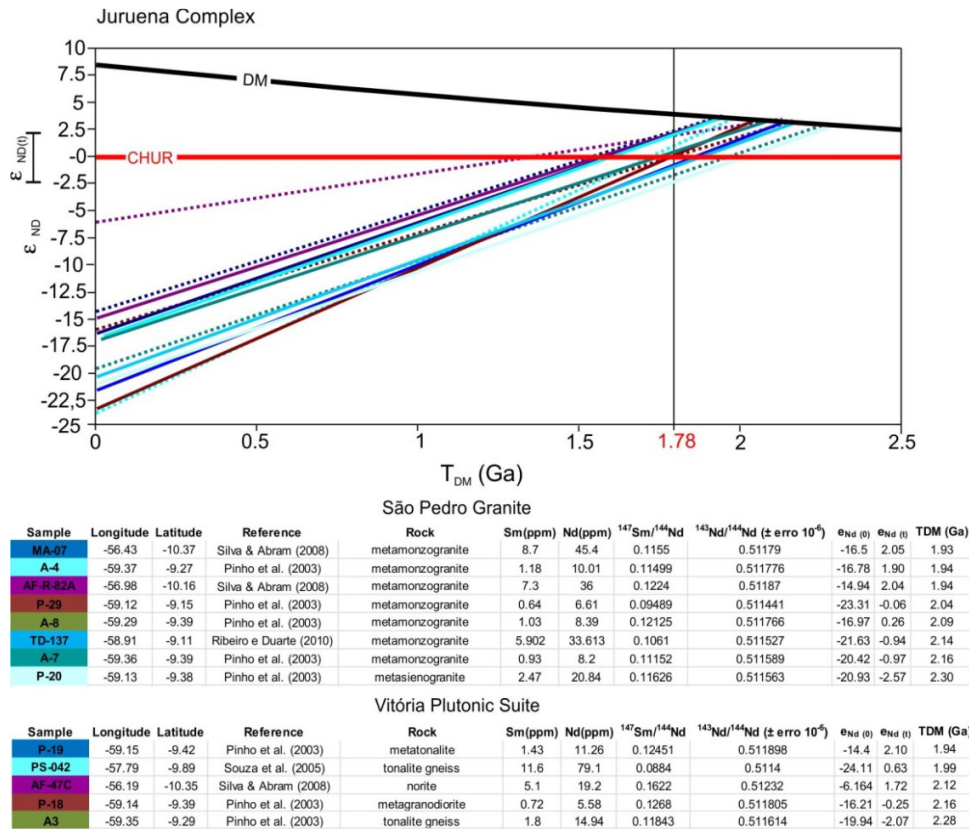 Juruena Complex
10
7.5
5
2.5
-0
-2.5
-5
-7.5
-10
-12.5
-15
-17.5
-20
-22,5
-25
ε ND(t)
ε ND
DM
CHUR
0 0.5 1 1.5 1.78 2 2.5
TDM (Ga)
São Pedro Granite
Sample Longitude Latitude Reference Rock Sm(ppm) Nd(ppm) 147Sm/144Nd 143Nd/144Nd (± erro 10-6) eNd (0) eNd (t) TDM (Ga)
MA-07 -56.43 -10.37 Silva & Abram (2008) metamonzogranite 8.7 45.4 0.1155 0.51179 -16.5 2.05 1.93
A-4 -59.37 -9.27 Pinho et al. (2003) metamonzogranite 1.18 10.01 0.11499 0.511776 -16.78 1.90 1.94
AF-R-82A -56.98 -10.16 Silva & Abram (2008) metamonzogranite 7.3 36 0.1224 0.51187 -14.94 2.04 1.94
P-29 -59.12 -9.15 Pinho et al. (2003) metamonzogranite 0.64 6.61 0.09489 0.511441 -23.31 -0.06 2.04
A-8 -59.29 -9.39 Pinho et al. (2003) metamonzogranite 1.03 8.39 0.12125 0.511766 -16.97 0.26 2.09
TD-137 -58.91 -9.11 Ribeiro e Duarte (2010) metamonzogranite 5.902 33.613 0.1061 0.511527 -21.63 -0.94 2.14
A-7 -59.36 -9.39 Pinho et al. (2003) metamonzogranite 0.93 8.2 0.11152 0.511589 -20.42 -0.97 2.16
P-20 -59.13 -9.38 Pinho et al. (2003) metasienogranite 2.47 20.84 0.11626 0.511563 -20.93 -2.57 2.30
Vitória Plutonic Suite
Sample Longitude Latitude Reference Rock Sm(ppm) Nd(ppm) 147Sm/144Nd 143Nd/144Nd (± erro 10-6) eNd (0) eNd (t) TDM (Ga)
P-19 -59.15 -9.42 Pinho et al. (2003) metatonalite 1.43 11.26 0.12451 0.511898 -14.4 2.10 1.94
PS-042 -57.79 -9.89 Souza et al. (2005) tonalite gneiss 11.6 79.1 0.0884 0.5114 -24.11 0.63 1.99
AF-47C -56.19 -10.35 Silva & Abram (2008) norite 5.1 19.2 0.1622 0.51232 -6.164 1.72 2.12
P-18 -59.14 -9.39 Pinho et al. (2003) metagranodiorite 0.72 5.58 0.1268 0.511805 -16.21 -0.25 2.16
A3 -59.35 -9.29 Pinho et al. (2003) tonalite gneiss 1.8 14.94 0.11843 0.511614 -19.94 -2.07 2.28